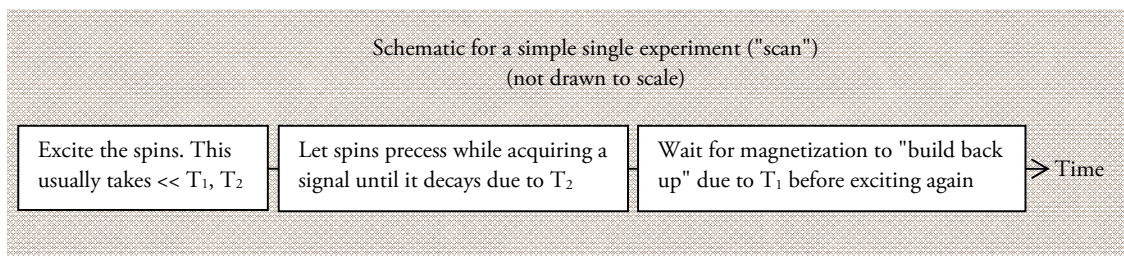 Schematic for a simple single experiment ("scan")
(not drawn to scale)
Excite the spins. This
usually takes << T₁, T₂
Let spins precess while acquiring a
signal until it decays due to T₂
Wait for magnetization to "build back
up" due to T₁ before exciting again
Time